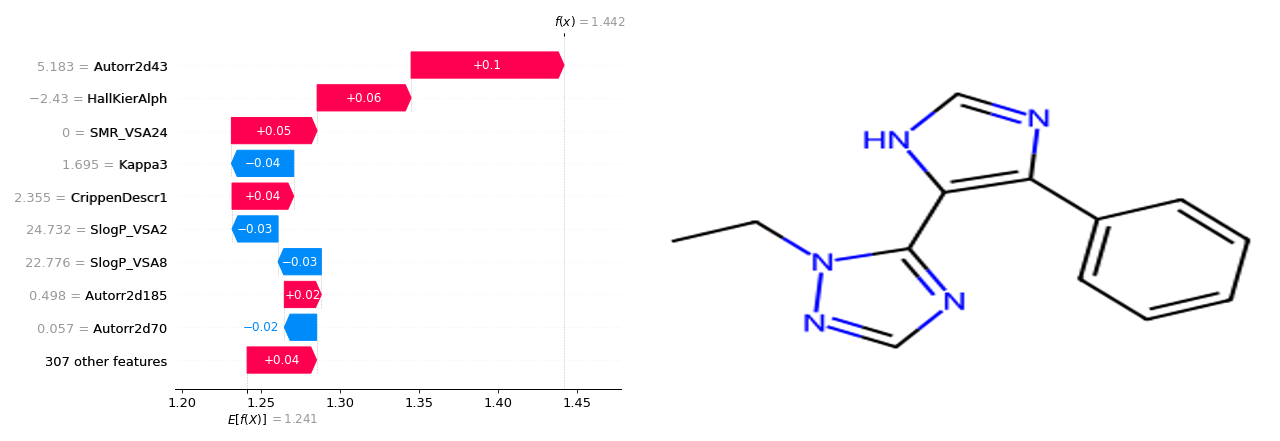 f(x) = 1.442
5.183 = Autorr2d43
+0.1
−2.43 = HallKierAlph
+0.06
0 = SMR_VSA24
+0.05
1.695 = Kappa3
−0.04
2.355 = CrippenDescr1
+0.04
24.732 = SlogP_VSA2
−0.03
22.776 = SlogP_VSA8
−0.03
0.498 = Autorr2d185
+0.02
0.057 = Autorr2d70
−0.02
307 other features
+0.04
1.20 1.25 1.30 1.35 1.40 1.45
E[f(X)] = 1.241
N
HN
N
N
N